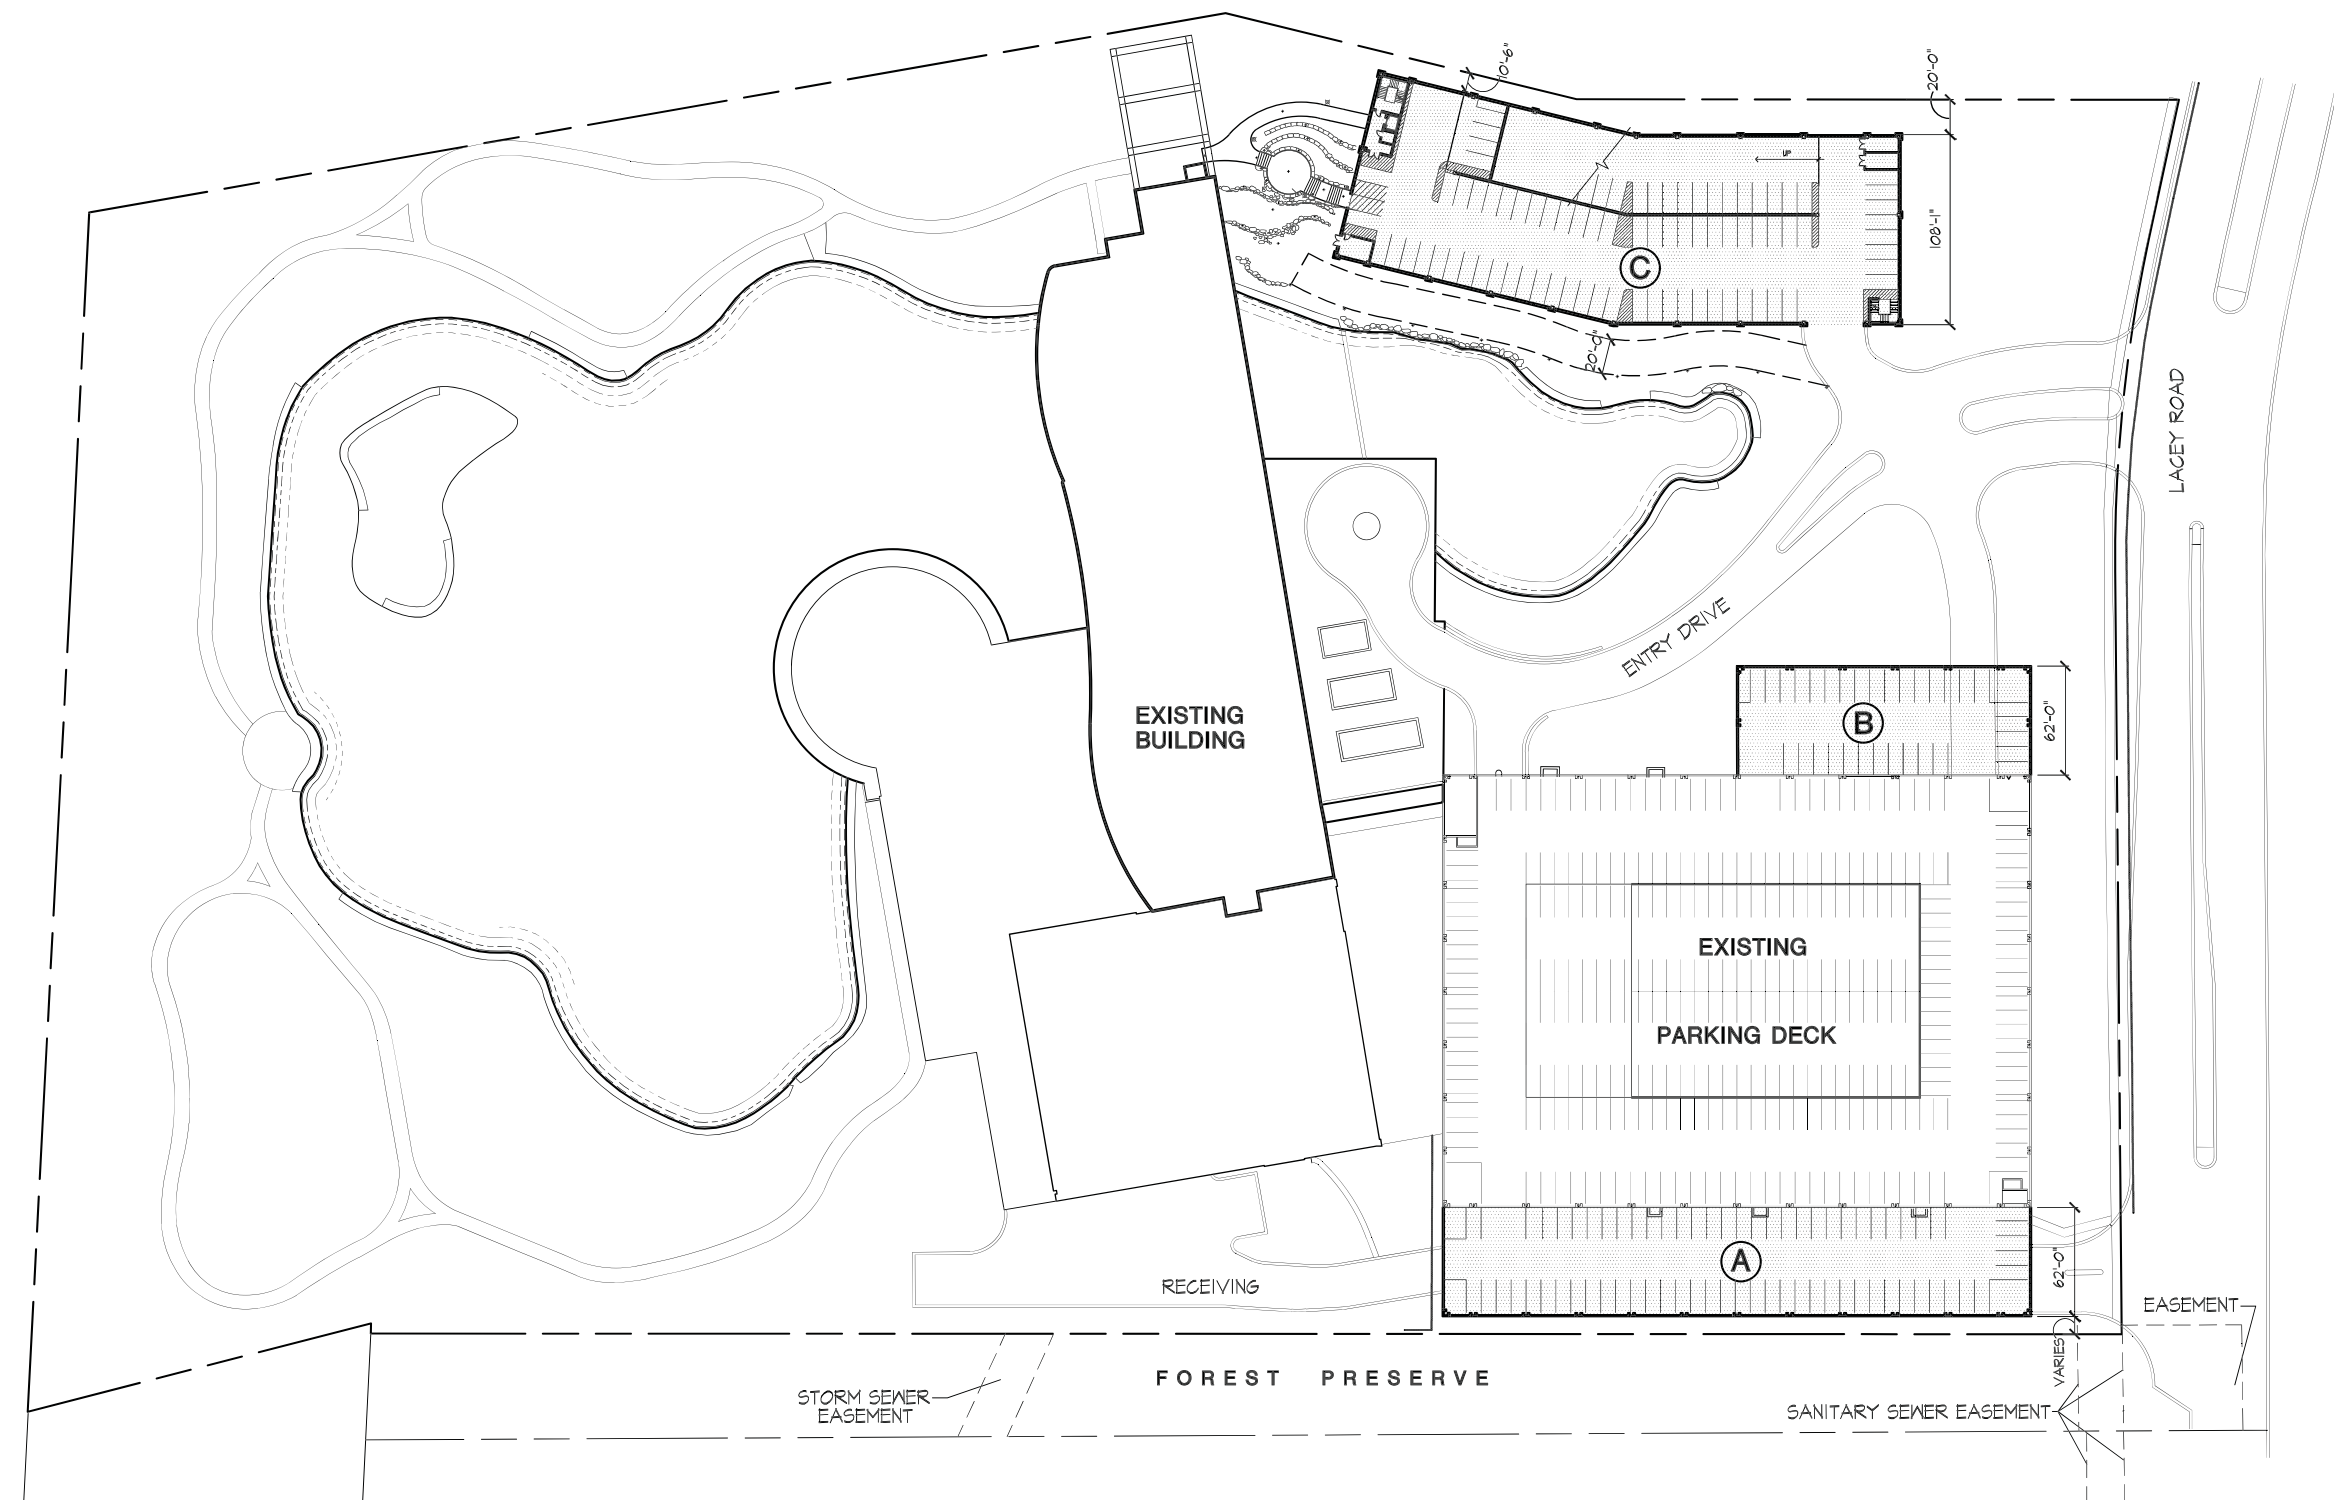 10'-6"
20'-0"
UP
108'-1"
C
20'-0"
LACEY ROAD
ENTRY DRIVE
EXISTING
BUILDING
B
62'-0"
EXISTING
PARKING DECK
A
62'-0"
RECEIVING
EASEMENT
VARIES
FOREST PRESERVE
STORM SEWER
EASEMENT
SANITARY SEWER EASEMENT